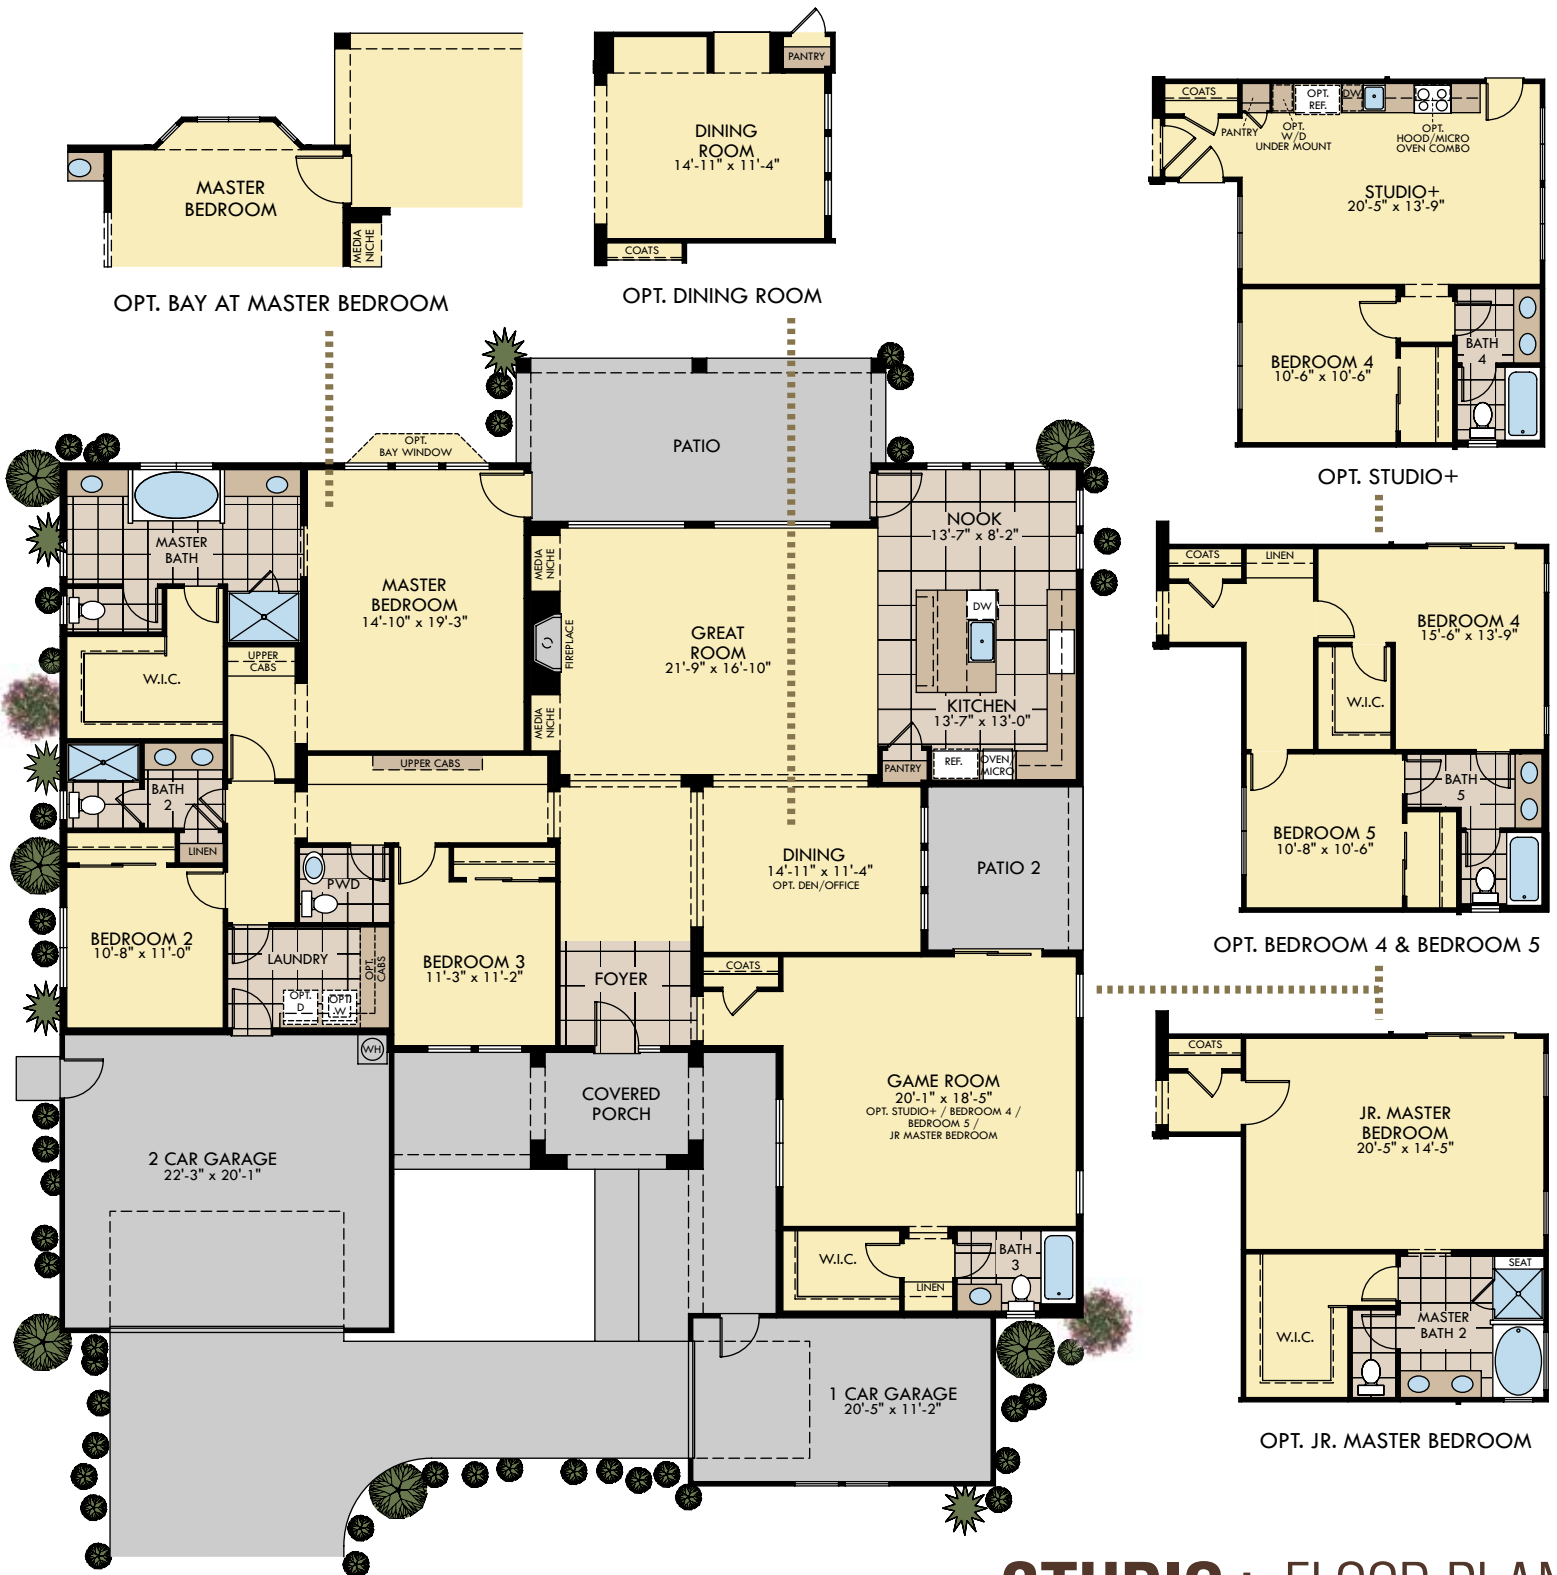 MASTER
BEDROOM
MEDIA
NICHE
OPT. BAY AT MASTER BEDROOM
PANTRY
DINING
ROOM
14'-11" x 11'-4"
COATS
OPT. DINING ROOM
COATS
PANTRY
OPT.
W/D
UNDER MOUNT
OPT.
REF.
DW
OPT.
HOOD/MICRO
OVEN COMBO
STUDIO+
20'-5" x 13'-9"
BEDROOM 4
10'-6" x 10'-6"
BATH
4
OPT. STUDIO+
OPT.
BAY WINDOW
PATIO
MASTER
BATH
MASTER
BEDROOM
14'-10" x 19'-3"
MEDIA
NICHE
FIREPLACE
MEDIA
NICHE
GREAT
ROOM
21'-9" x 16'-10"
NOOK
13'-7" x 8'-2"
DW
KITCHEN
13'-7" x 13'-0"
PANTRY
REF.
OVEN/
MICRO
W.I.C.
UPPER
CABS
UPPER CABS
BATH
2
LINEN
PWD
DINING
14'-11" x 11'-4"
OPT. DEN/OFFICE
PATIO 2
BEDROOM 2
10'-8" x 11'-0"
LAUNDRY
OPT.
D
OPT.
W
OPT.
CABS
BEDROOM 3
11'-3" x 11'-2"
FOYER
COATS
WH
COVERED
PORCH
GAME ROOM
20'-1" x 18'-5"
OPT. STUDIO+ / BEDROOM 4 /
BEDROOM 5 /
JR MASTER BEDROOM
2 CAR GARAGE
22'-3" x 20'-1"
W.I.C.
LINEN
BATH
3
1 CAR GARAGE
20'-5" x 11'-2"
COATS
LINEN
BEDROOM 4
15'-6" x 13'-9"
W.I.C.
BATH
5
BEDROOM 5
10'-8" x 10'-6"
OPT. BEDROOM 4 & BEDROOM 5
COATS
JR. MASTER
BEDROOM
20'-5" x 14'-5"
SEAT
MASTER
BATH 2
W.I.C.
OPT. JR. MASTER BEDROOM
STUDIO+ FLOOR PLAN